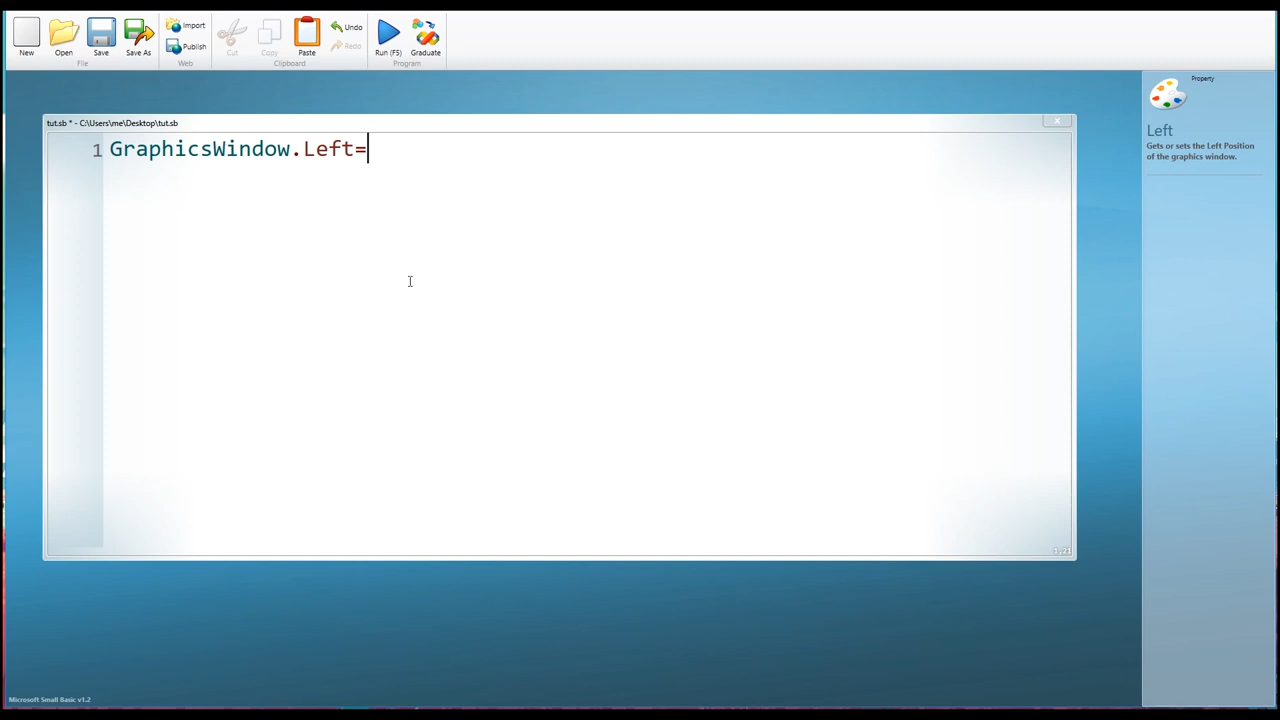 New
Open
Save
Save As
Import
Publish
Cut
Copy
Paste
Undo
Redo
Run (F5)
Graduate
File
Web
Clipboard
Program
tut.sb * - C:\Users\me\Desktop\tut.sb
1 GraphicsWindow.Left=
1,21
Property
Left
Gets or sets the Left Position
of the graphics window.
Microsoft Small Basic v1.2